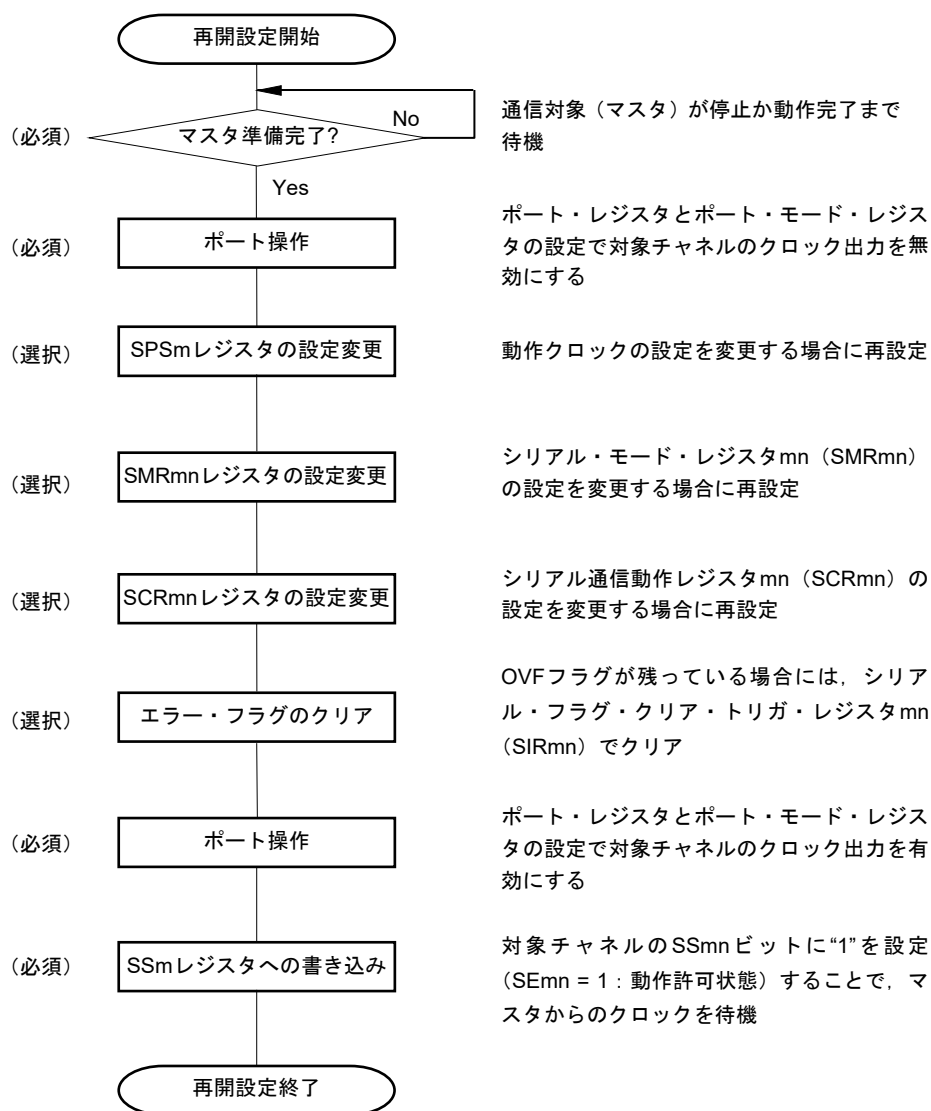 再開設定開始
No
（必須）
マスタ準備完了?
通信対象（マスタ）が停止か動作完了まで
待機
Yes
（必須）
ポート操作
ポート・レジスタとポート・モード・レジス
タの設定で対象チャネルのクロック出力を無
効にする
（選択）
SPSmレジスタの設定変更
動作クロックの設定を変更する場合に再設定
（選択）
SMRmnレジスタの設定変更
シリアル・モード・レジスタmn（SMRmn）
の設定を変更する場合に再設定
（選択）
SCRmnレジスタの設定変更
シリアル通信動作レジスタmn（SCRmn）の
設定を変更する場合に再設定
（選択）
エラー・フラグのクリア
OVFフラグが残っている場合には，シリア
ル・フラグ・クリア・トリガ・レジスタmn
（SIRmn）でクリア
（必須）
ポート操作
ポート・レジスタとポート・モード・レジス
タの設定で対象チャネルのクロック出力を有
効にする
（必須）
SSmレジスタへの書き込み
対象チャネルのSSmnビットに“1”を設定
（SEmn = 1：動作許可状態）することで，マ
スタからのクロックを待機
再開設定終了